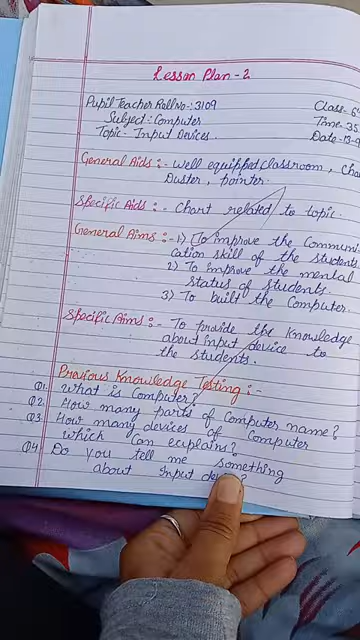 Lesson Plan - 2
Pupil Teacher Roll No :- 3109
Class - 6
Subject :- Computer
Time - 35
Topic - Input Devices
Date - 13-9
General Aids :- Well equipped classroom,
Duster, pointer.
Specific Aids :- Chart related to topic.
General Aims :- 1) To improve the Communi
cation skill of the students.
2) To improve the mental
status of students.
3) To built the Computer.
Specific Aims :- To provide the Knowledge
about Input device to
the students.
Previous Knowledge Testing :-
Q1. What is Computer?
Q2. How many parts of Computer name?
Q3 How many devices of Computer
which can ecplains?
Q4 Do you tell me something
about Input device?